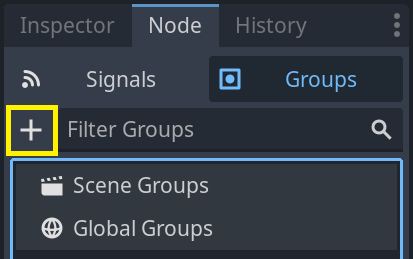 Inspector Node History
Signals Groups
Filter Groups
Scene Groups
Global Groups